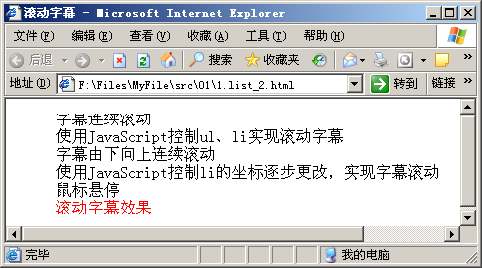 滚动字幕 - Microsoft Internet Explorer
文件(F) 编辑(E) 查看(V) 收藏(A) 工具(T) 帮助(H)
后退 搜索 收藏夹
地址(D) F:\Files\MyFile\src\01\1.list_2.html 转到 链接
字幕连续滚动
使用JavaScript控制ul、li实现滚动字幕
字幕由下向上连续滚动
使用JavaScript控制li的坐标逐步更改，实现字幕滚动
鼠标悬停
滚动字幕效果
完毕 我的电脑